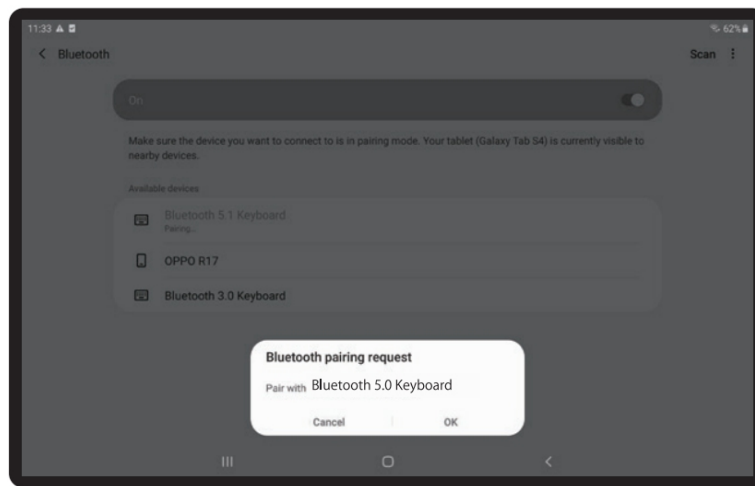 11:33
62%
Bluetooth
Scan
On
Make sure the device you want to connect to is in pairing mode. Your tablet (Galaxy Tab S4) is currently visible to
nearby devices.
Available devices
Bluetooth 5.1 Keyboard
Pairing...
OPPO R17
Bluetooth 3.0 Keyboard
Bluetooth pairing request
Pair with Bluetooth 5.0 Keyboard
Cancel
OK